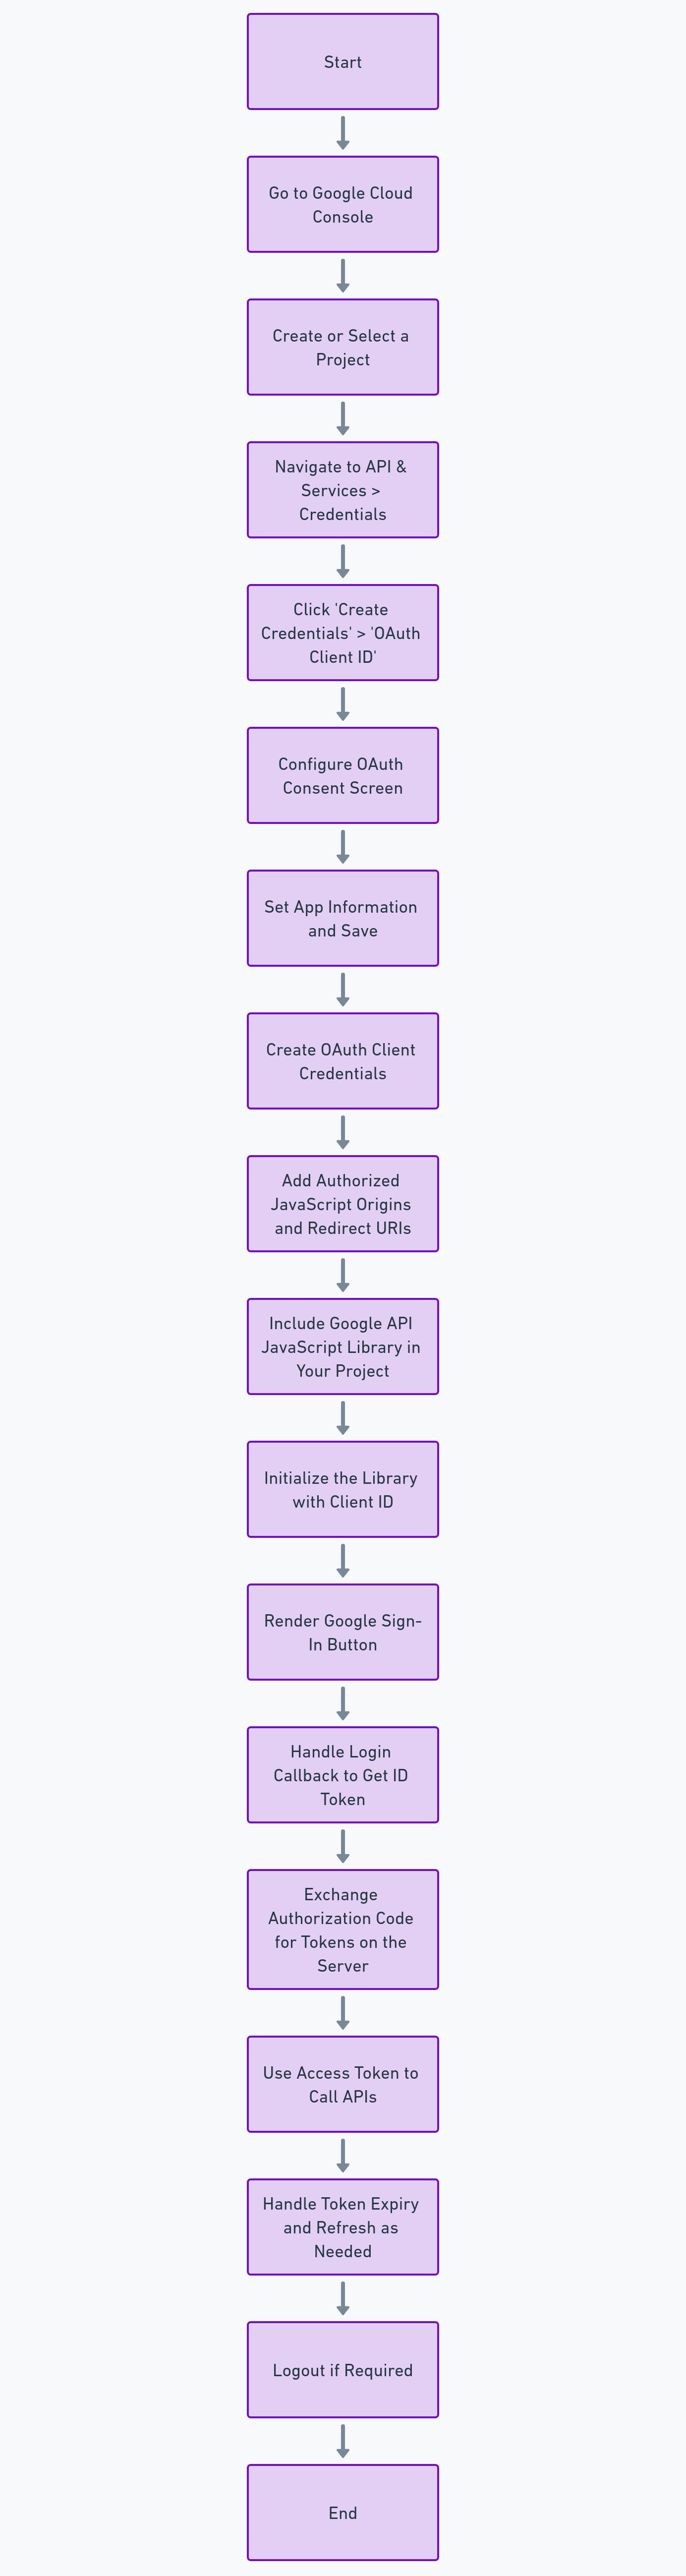 Start
Go to Google Cloud
Console
Create or Select a
Project
Navigate to API &
Services >
Credentials
Click 'Create
Credentials' > 'OAuth
Client ID'
Configure OAuth
Consent Screen
Set App Information
and Save
Create OAuth Client
Credentials
Add Authorized
JavaScript Origins
and Redirect URIs
Include Google API
JavaScript Library in
Your Project
Initialize the Library
with Client ID
Render Google Sign-
In Button
Handle Login
Callback to Get ID
Token
Exchange
Authorization Code
for Tokens on the
Server
Use Access Token to
Call APIs
Handle Token Expiry
and Refresh as
Needed
Logout if Required
End